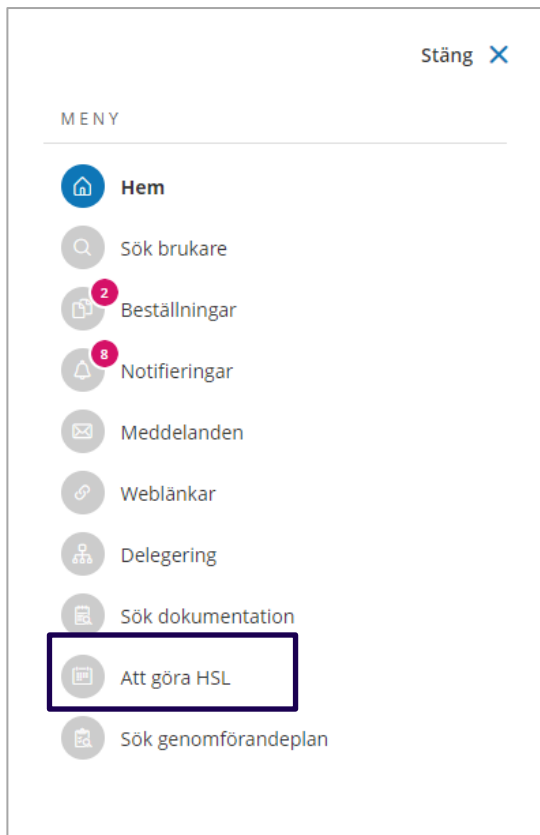 Stäng
MENY
Hem
Sök brukare
2
Beställningar
8
Notifieringar
Meddelanden
Weblänkar
Delegering
Sök dokumentation
Att göra HSL
Sök genomförandeplan